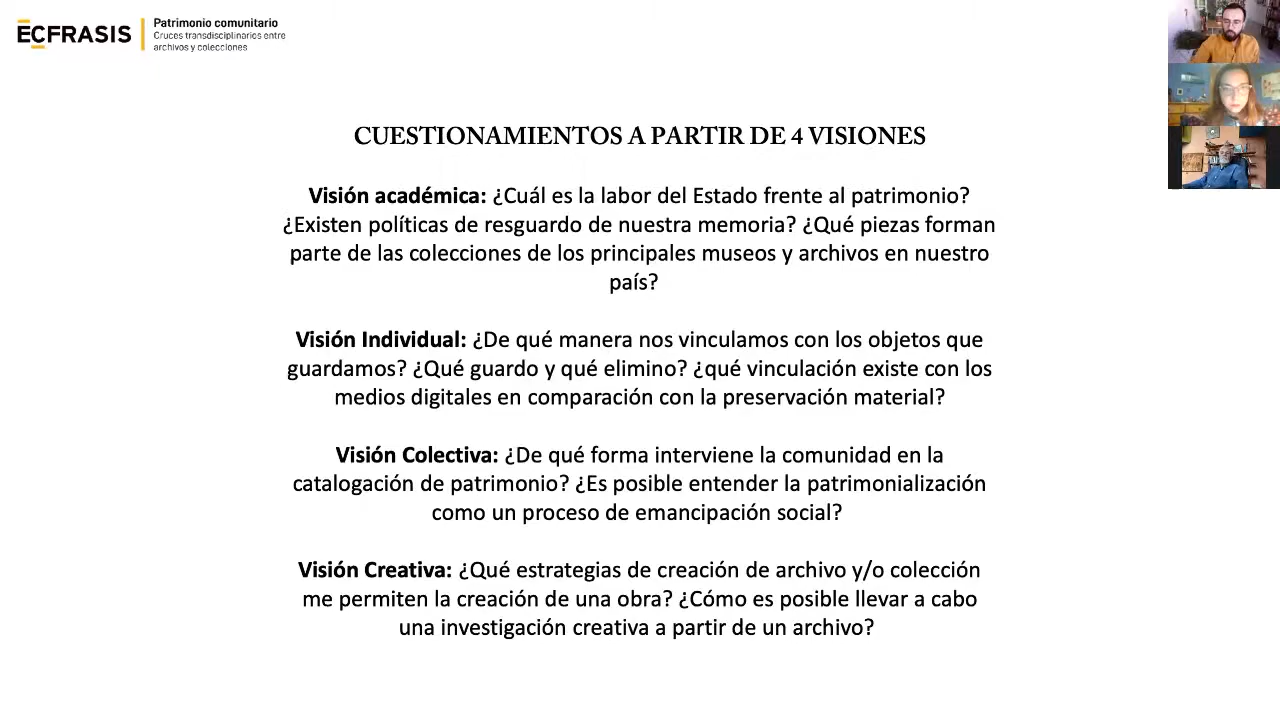 ECFRASIS
Patrimonio comunitario
Cruces transdisciplinarios entre
archivos y colecciones
CUESTIONAMIENTOS A PARTIR DE 4 VISIONES
Visión académica: ¿Cuál es la labor del Estado frente al patrimonio?
¿Existen políticas de resguardo de nuestra memoria? ¿Qué piezas forman
parte de las colecciones de los principales museos y archivos en nuestro
país?
Visión Individual: ¿De qué manera nos vinculamos con los objetos que
guardamos? ¿Qué guardo y qué elimino? ¿qué vinculación existe con los
medios digitales en comparación con la preservación material?
Visión Colectiva: ¿De qué forma interviene la comunidad en la
catalogación de patrimonio? ¿Es posible entender la patrimonialización
como un proceso de emancipación social?
Visión Creativa: ¿Qué estrategias de creación de archivo y/o colección
me permiten la creación de una obra? ¿Cómo es posible llevar a cabo
una investigación creativa a partir de un archivo?